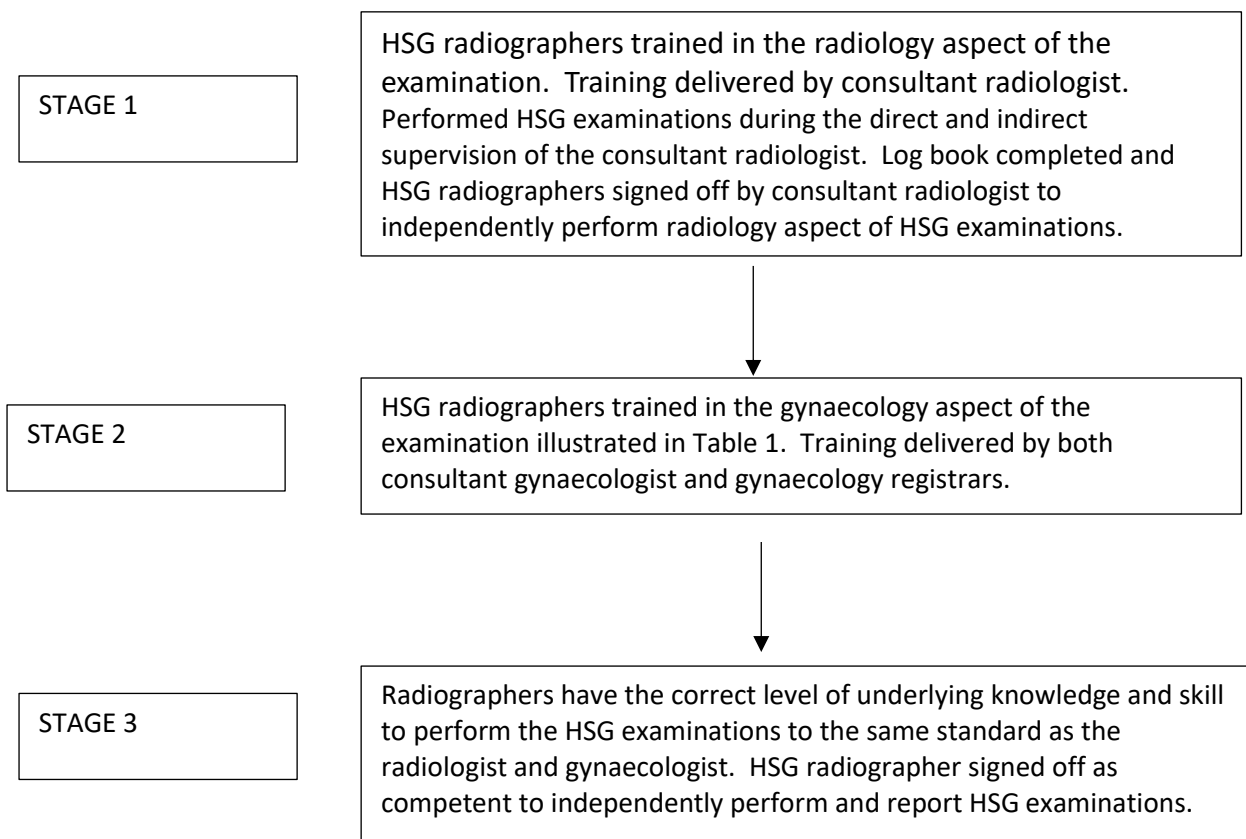 STAGE 1
HSG radiographers trained in the radiology aspect of the
examination.  Training delivered by consultant radiologist.
Performed HSG examinations during the direct and indirect
supervision of the consultant radiologist.  Log book completed and
HSG radiographers signed off by consultant radiologist to
independently perform radiology aspect of HSG examinations.
STAGE 2
HSG radiographers trained in the gynaecology aspect of the
examination illustrated in Table 1.  Training delivered by both
consultant gynaecologist and gynaecology registrars.
STAGE 3
Radiographers have the correct level of underlying knowledge and skill
to perform the HSG examinations to the same standard as the
radiologist and gynaecologist.  HSG radiographer signed off as
competent to independently perform and report HSG examinations.